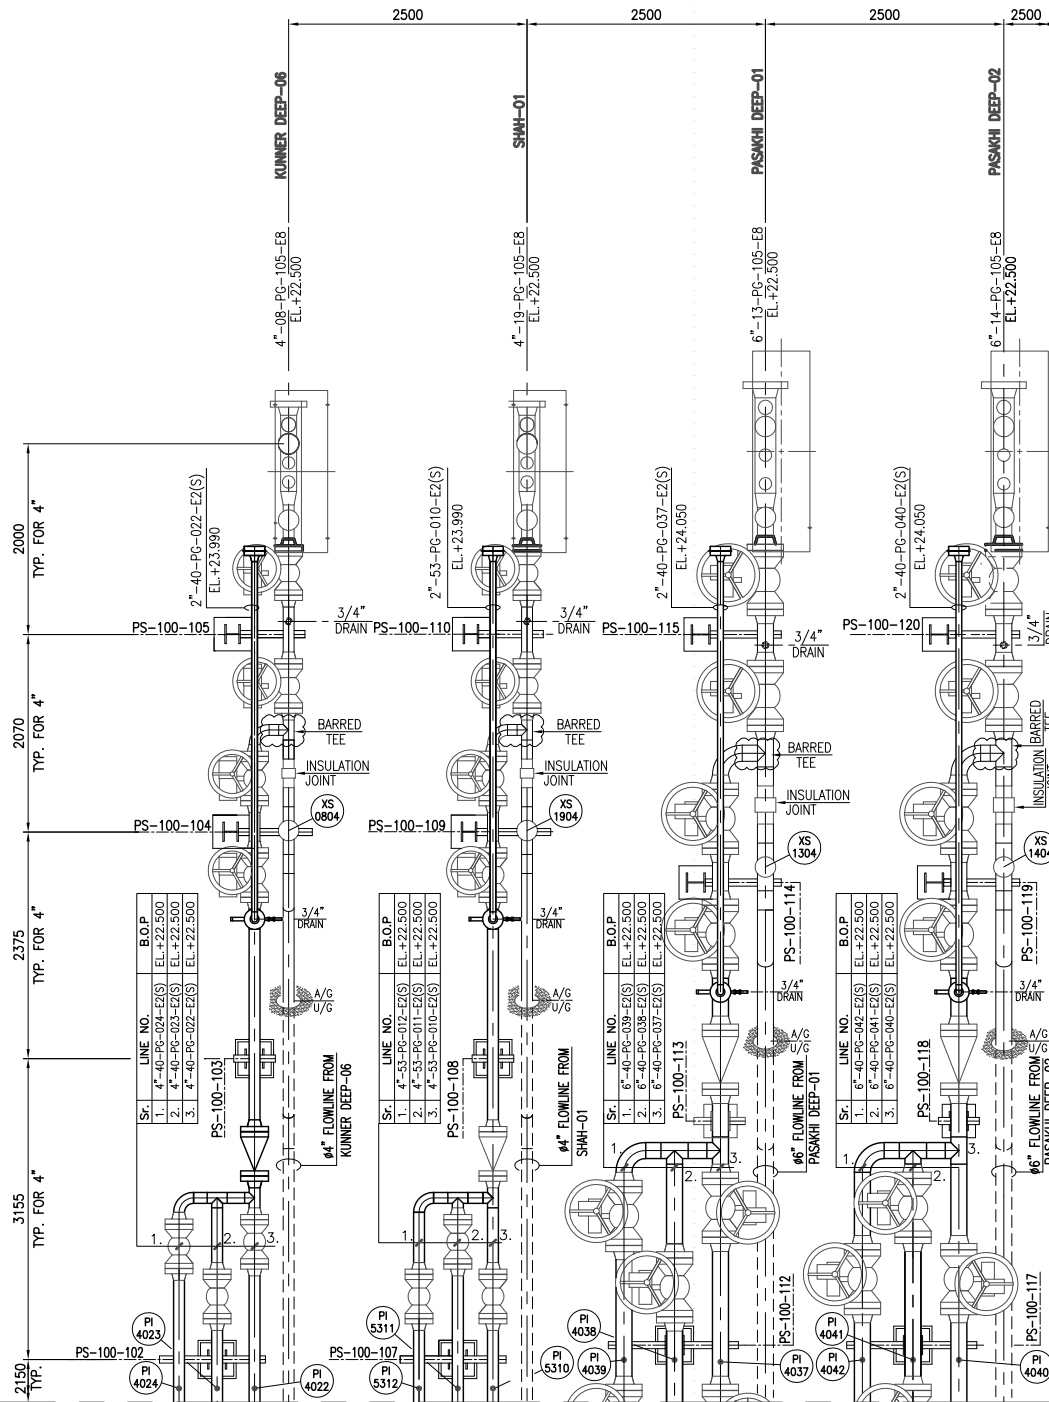 2500 2500 2500 2500
KUNNER DEEP-06
SHAH-01
PASAKHI DEEP-01
PASAKHI DEEP-02
4"-08-PG-105-E8
EL.+22.500
4"-19-PG-105-E8
EL.+22.500
6"-13-PG-105-E8
EL.+22.500
6"-14-PG-105-E8
EL.+22.500
2000
TYP. FOR 4"
2070
TYP. FOR 4"
2375
TYP. FOR 4"
3155
TYP. FOR 4"
2150
TYP.
2"-40-PG-022-E2(S)
EL.+23.990
PS-100-105
3/4"
DRAIN
BARRED
TEE
INSULATION
JOINT
PS-100-104
XS
0804
3/4"
DRAIN
A/G
U/G
Sr. LINE NO. B.O.P
1. 4"-40-PG-024-E2(S) EL.+22.500
2. 4"-40-PG-023-E2(S) EL.+22.500
3. 4"-40-PG-022-E2(S) EL.+22.500
PS-100-103
ø4" FLOWLINE FROM
KUNNER DEEP-06
1. 2. 3.
PI
4023
PS-100-102
PI
4024
PI
4022
2"-53-PG-010-E2(S)
EL.+23.990
PS-100-110
3/4"
DRAIN
BARRED
TEE
INSULATION
JOINT
PS-100-109
XS
1904
3/4"
DRAIN
A/G
U/G
Sr. LINE NO. B.O.P
1. 4"-53-PG-012-E2(S) EL.+22.500
2. 4"-53-PG-011-E2(S) EL.+22.500
3. 4"-53-PG-010-E2(S) EL.+22.500
PS-100-108
ø4" FLOWLINE FROM
SHAH-01
1. 2. 3.
PI
5311
PS-100-107
PI
5312
PI
5310
2"-40-PG-037-E2(S)
EL.+24.050
PS-100-115
3/4"
DRAIN
BARRED
TEE
INSULATION
JOINT
XS
1304
PS-100-114
3/4"
DRAIN
A/G
U/G
Sr. LINE NO. B.O.P
1. 6"-40-PG-039-E2(S) EL.+22.500
2. 6"-40-PG-038-E2(S) EL.+22.500
3. 6"-40-PG-037-E2(S) EL.+22.500
PS-100-113
ø6" FLOWLINE FROM
PASAKHI DEEP-01
1. 2. 3.
PS-100-112
PI
4038
PI
4039
PI
4037
2"-40-PG-040-E2(S)
EL.+24.050
PS-100-120
3/4"
DRAIN
BARRED
TEE
INSULATION
JOINT
XS
1404
PS-100-119
3/4"
DRAIN
A/G
U/G
Sr. LINE NO. B.O.P
1. 6"-40-PG-042-E2(S) EL.+22.500
2. 6"-40-PG-041-E2(S) EL.+22.500
3. 6"-40-PG-040-E2(S) EL.+22.500
PS-100-118
ø6" FLOWLINE FROM
PASAKHI DEEP-02
1. 2. 3.
PS-100-117
PI
4041
PI
4042
PI
4040